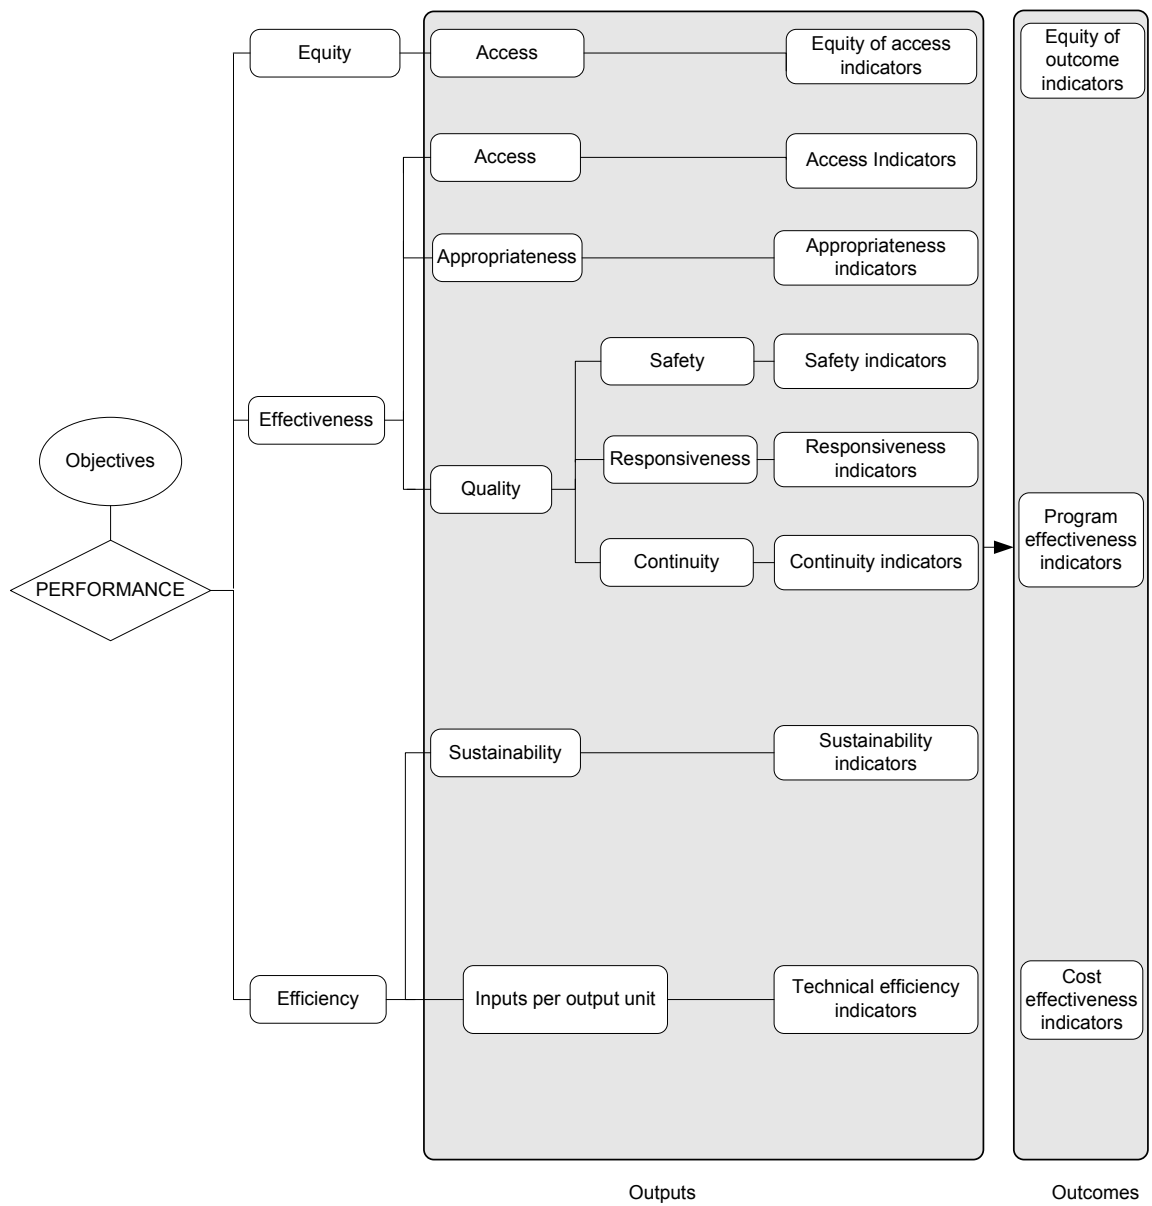 Equity
Access
Equity of access
indicators
Equity of
outcome
indicators
Access
Access Indicators
Appropriateness
Appropriateness
indicators
Safety
Safety indicators
Effectiveness
Objectives
Responsiveness
Responsiveness
indicators
Quality
Program
effectiveness
indicators
Continuity
Continuity indicators
PERFORMANCE
Sustainability
Sustainability
indicators
Efficiency
Inputs per output unit
Technical efficiency
indicators
Cost
effectiveness
indicators
Outputs
Outcomes